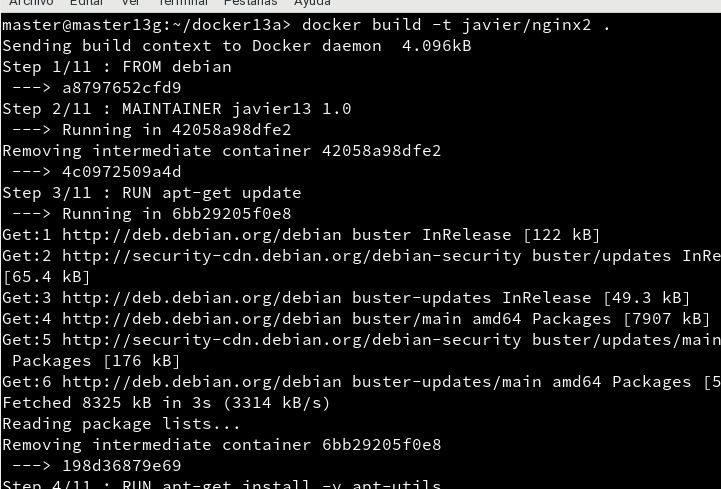 Archivo Editar Ver Terminal Pestañas Ayuda
master@master13g:~/docker13a> docker build -t javier/nginx2 .
Sending build context to Docker daemon  4.096kB
Step 1/11 : FROM debian
 ---> a8797652cfd9
Step 2/11 : MAINTAINER javier13 1.0
 ---> Running in 42058a98dfe2
Removing intermediate container 42058a98dfe2
 ---> 4c0972509a4d
Step 3/11 : RUN apt-get update
 ---> Running in 6bb29205f0e8
Get:1 http://deb.debian.org/debian buster InRelease [122 kB]
Get:2 http://security-cdn.debian.org/debian-security buster/updates InRe
[65.4 kB]
Get:3 http://deb.debian.org/debian buster-updates InRelease [49.3 kB]
Get:4 http://deb.debian.org/debian buster/main amd64 Packages [7907 kB]
Get:5 http://security-cdn.debian.org/debian-security buster/updates/main
 Packages [176 kB]
Get:6 http://deb.debian.org/debian buster-updates/main amd64 Packages [5
Fetched 8325 kB in 3s (3314 kB/s)
Reading package lists...
Removing intermediate container 6bb29205f0e8
 ---> 198d36879e69
Step 4/11 : RUN apt-get install -y apt-utils